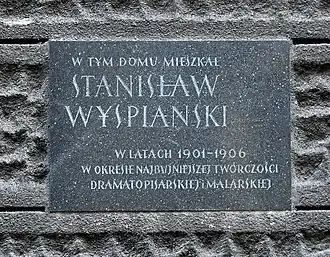 W TYM DOMU MIESZKAŁ
STANISŁAW
WYSPIAŃSKI
W LATACH 1901-1906
W OKRESIE NAJBUJNIEJSZEJ TWÓRCZOŚCI
DRAMATOPISARSKIEJ i MALARSKIEJ